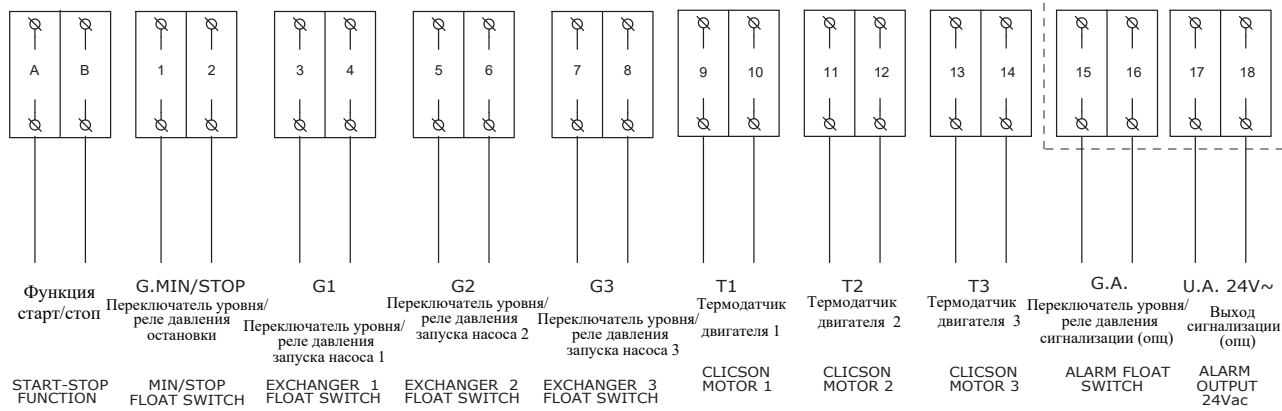 A B 1 2 3 4 5 6 7 8 9 10 11 12 13 14 15 16 17 18
Функция
старт/стоп
START-STOP
FUNCTION
G.MIN/STOP
Переключатель уровня/
реле давления
остановки
MIN/STOP
FLOAT SWITCH
G1
Переключатель уровня/
реле давления
запуска насоса 1
EXCHANGER 1
FLOAT SWITCH
G2
Переключатель уровня/
реле давления
запуска насоса 2
EXCHANGER 2
FLOAT SWITCH
G3
Переключатель уровня/
реле давления
запуска насоса 3
EXCHANGER 3
FLOAT SWITCH
T1
Термодатчик
двигателя 1
CLICSON
MOTOR 1
T2
Термодатчик
двигателя 2
CLICSON
MOTOR 2
T3
Термодатчик
двигателя 3
CLICSON
MOTOR 3
G.A.
Переключатель уровня/
реле давления
сигнализации (опц)
ALARM FLOAT
SWITCH
U.A. 24V~
Выход
сигнализации
(опц)
ALARM
OUTPUT
24Vac